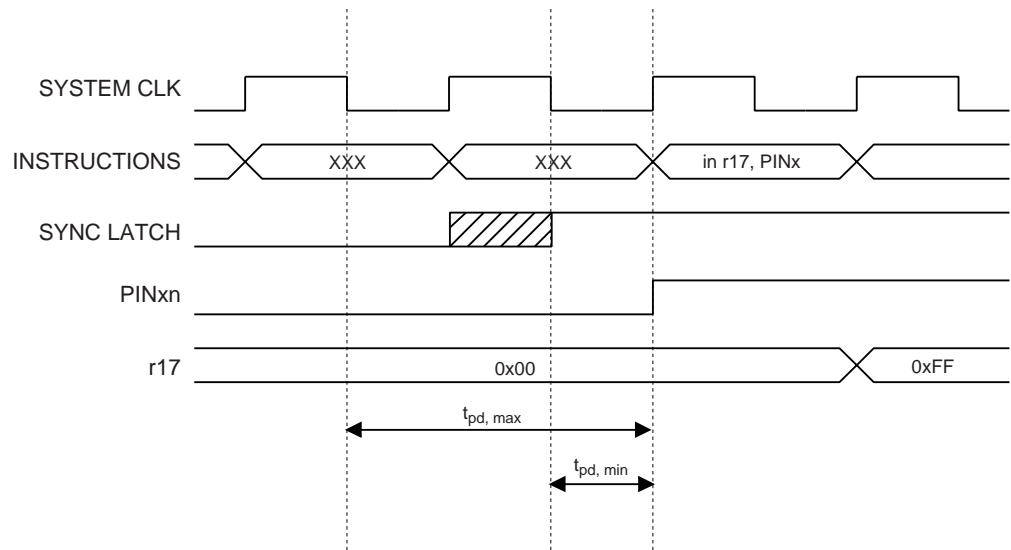 SYSTEM CLK
INSTRUCTIONS
XXX
XXX
in r17, PINx
SYNC LATCH
PINxn
r17
0x00
0xFF
tpd, max
tpd, min